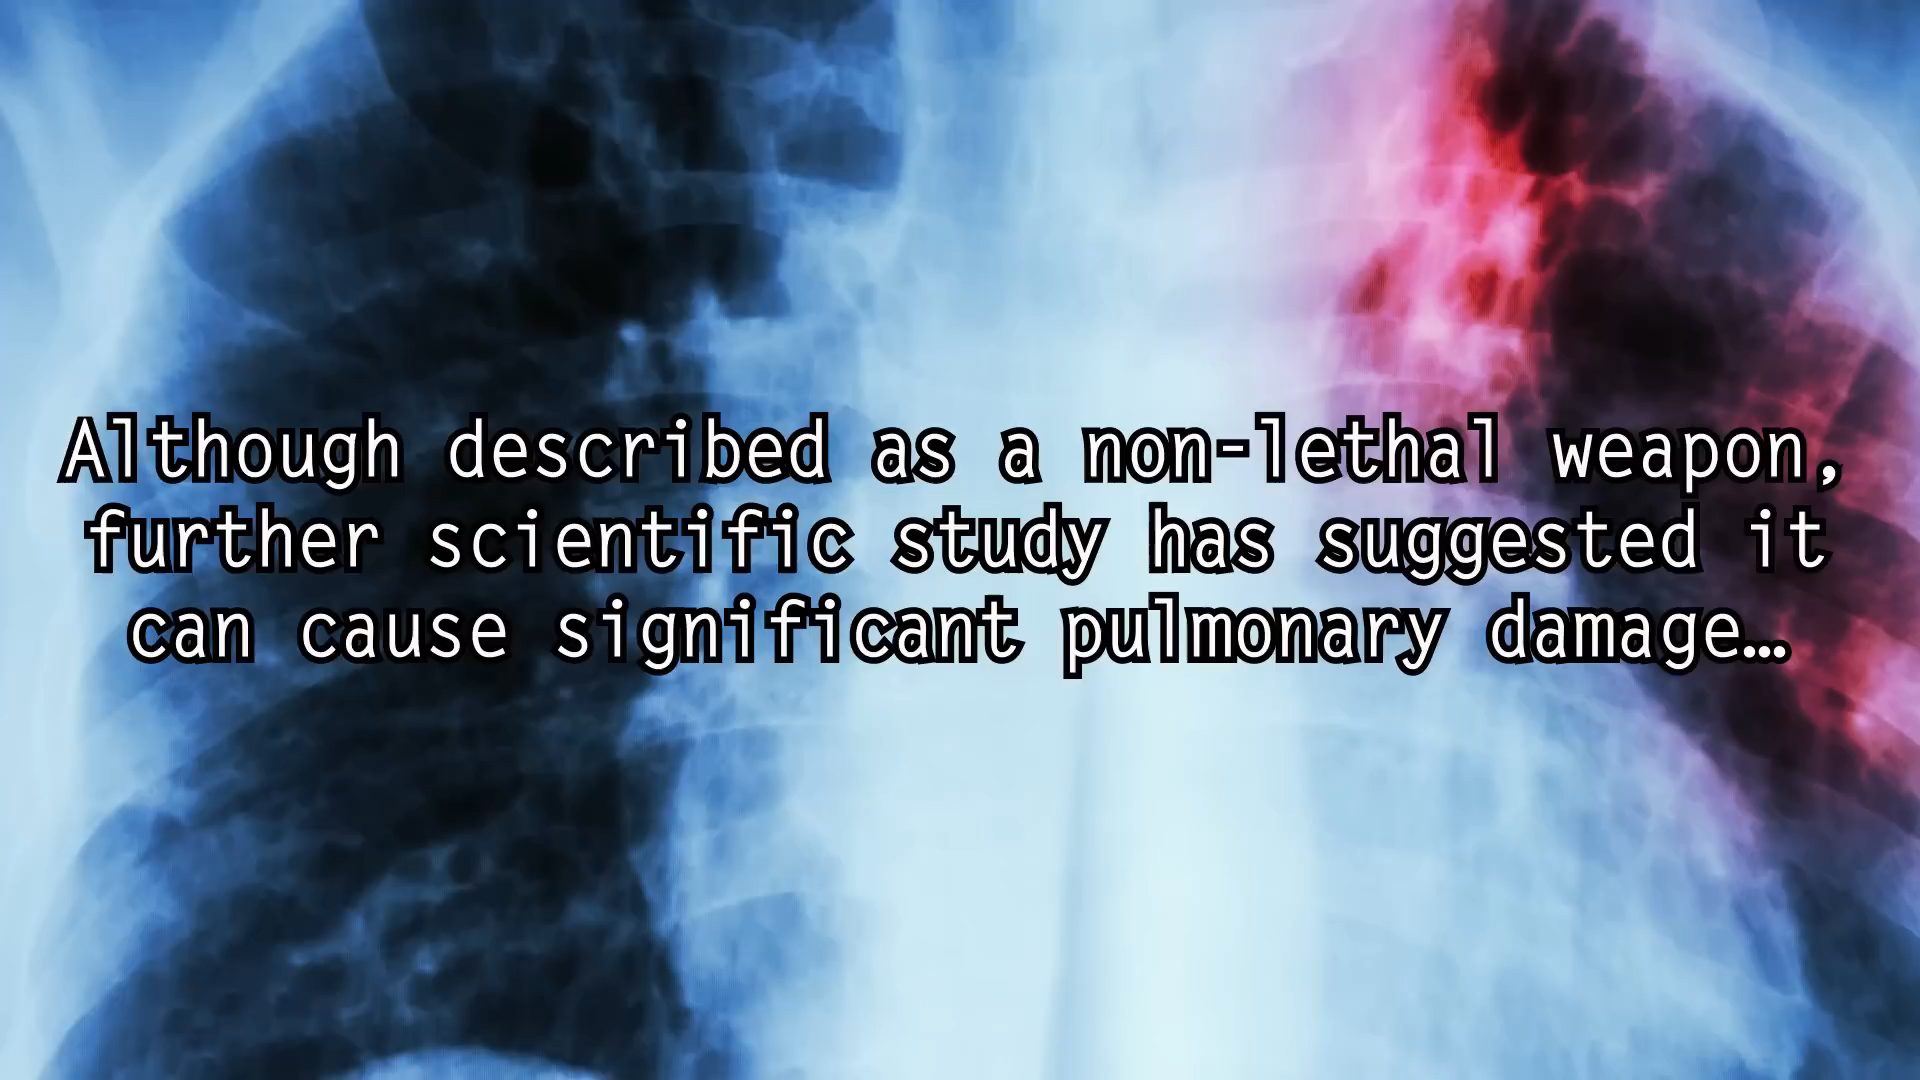 Although described as a non-lethal weapon,
further scientific study has suggested it
can cause significant pulmonary damage…